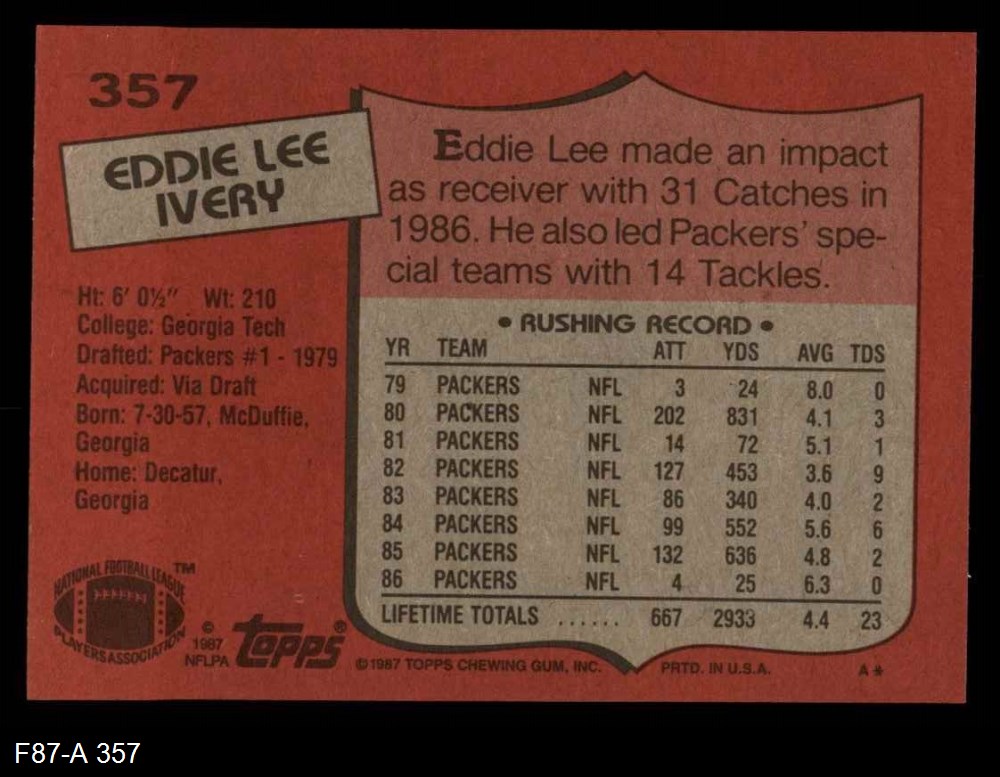 357
EDDIE LEE
IVERY
Eddie Lee made an impact
as receiver with 31 Catches in
1986. He also led Packers' spe-
cial teams with 14 Tackles.
Ht: 6' 0½" Wt: 210
College: Georgia Tech
Drafted: Packers #1 - 1979
Acquired: Via Draft
Born: 7-30-57, McDuffie,
Georgia
Home: Decatur,
Georgia
• RUSHING RECORD •
YR TEAM ATT YDS AVG TDS
79 PACKERS NFL 3 24 8.0 0
80 PACKERS NFL 202 831 4.1 3
81 PACKERS NFL 14 72 5.1 1
82 PACKERS NFL 127 453 3.6 9
83 PACKERS NFL 86 340 4.0 2
84 PACKERS NFL 99 552 5.6 6
85 PACKERS NFL 132 636 4.8 2
86 PACKERS NFL 4 25 6.3 0
LIFETIME TOTALS ...... 667 2933 4.4 23
NATIONAL FOOTBALL LEAGUE TM
PLAYERS ASSOCIATION
© 1987
NFLPA
topps®
© 1987 TOPPS CHEWING GUM, INC. PRTD. IN U.S.A. A*
F87-A 357